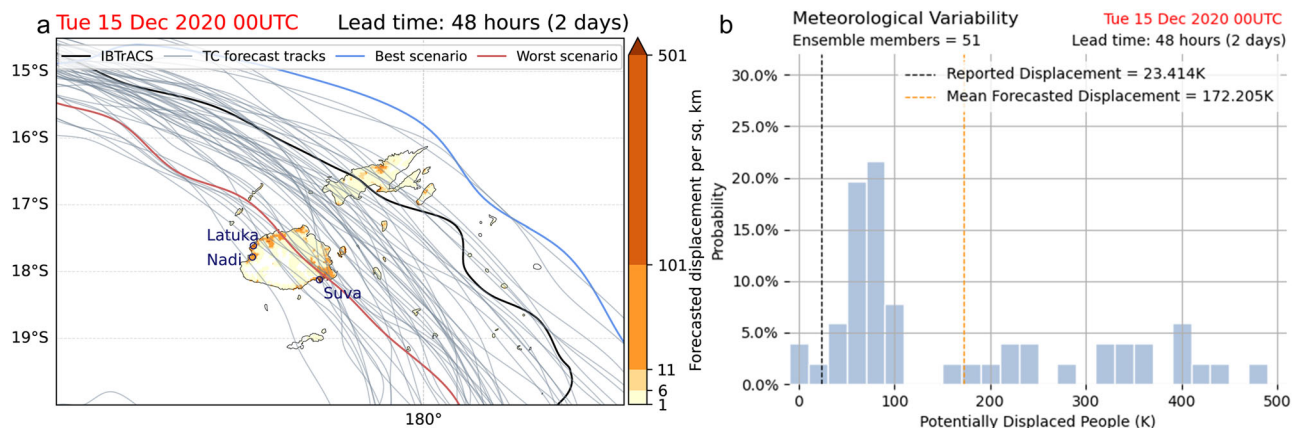 a Tue 15 Dec 2020 00UTC Lead time: 48 hours (2 days)
IBTrACS TC forecast tracks Best scenario Worst scenario
15°S
16°S
17°S
18°S
19°S
180°
Latuka
Nadi
Suva
501
101
11
6
1
Forecasted displacement per sq. km
b Meteorological Variability Tue 15 Dec 2020 00UTC
Ensemble members = 51 Lead time: 48 hours (2 days)
Reported Displacement = 23.414K
Mean Forecasted Displacement = 172.205K
30.0%
25.0%
20.0%
15.0%
10.0%
5.0%
0.0%
Probability
0 100 200 300 400 500
Potentially Displaced People (K)